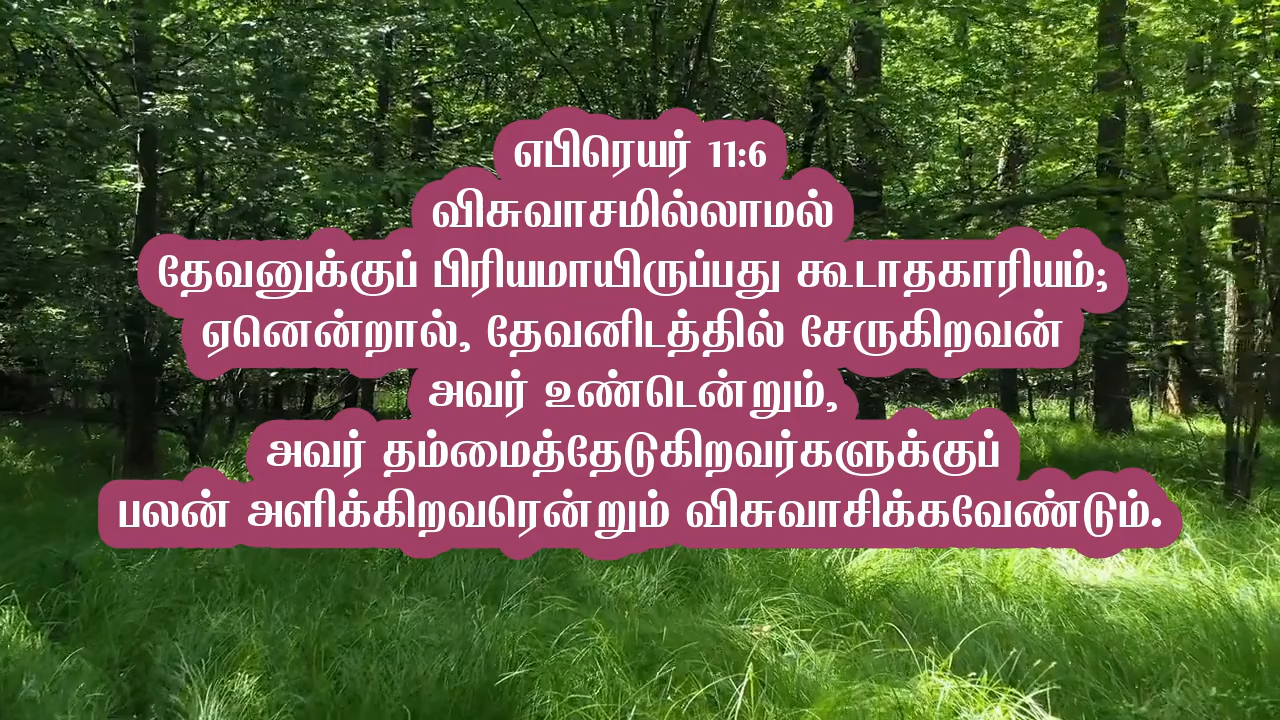 எபிரெயர் 11:6
விசுவாசமில்லாமல்
தேவனுக்குப் பிரியமாயிருப்பது கூடாதகாரியம்;
ஏனென்றால், தேவனிடத்தில் சேருகிறவன்
அவர் உண்டென்றும்,
அவர் தம்மைத்தேடுகிறவர்களுக்குப்
பலன் அளிக்கிறவரென்றும் விசுவாசிக்கவேண்டும்.